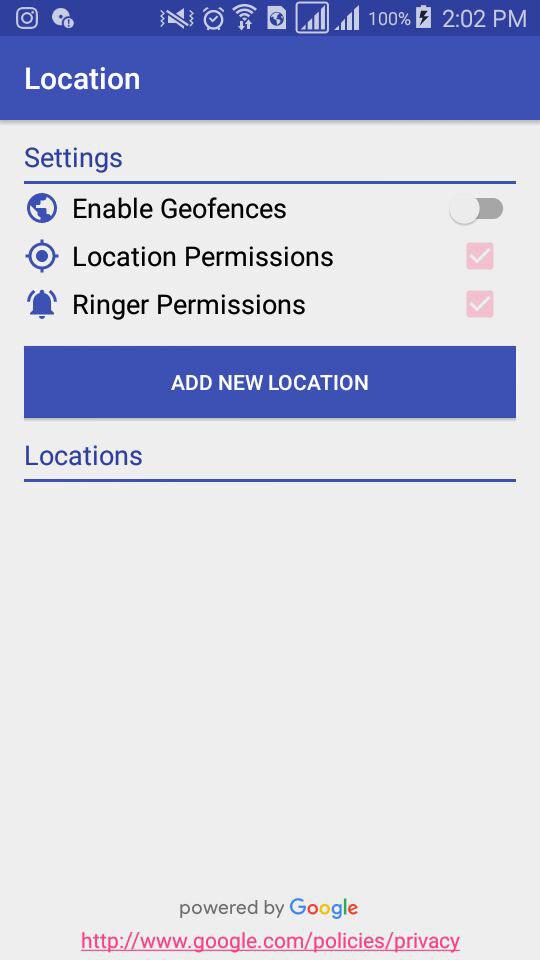 100% 2:02 PM
Location
Settings
Enable Geofences
Location Permissions
Ringer Permissions
ADD NEW LOCATION
Locations
powered by Google
http://www.google.com/policies/privacy